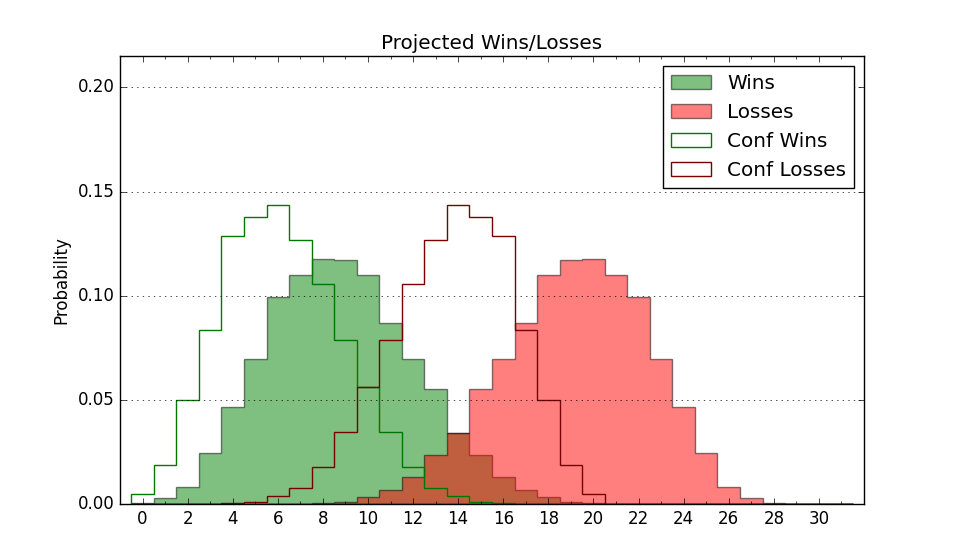 Projected Wins/Losses
0.20
0.15
0.10
0.05
0.00
Probability
Wins
Losses
Conf Wins
Conf Losses
0 2 4 6 8 10 12 14 16 18 20 22 24 26 28 30